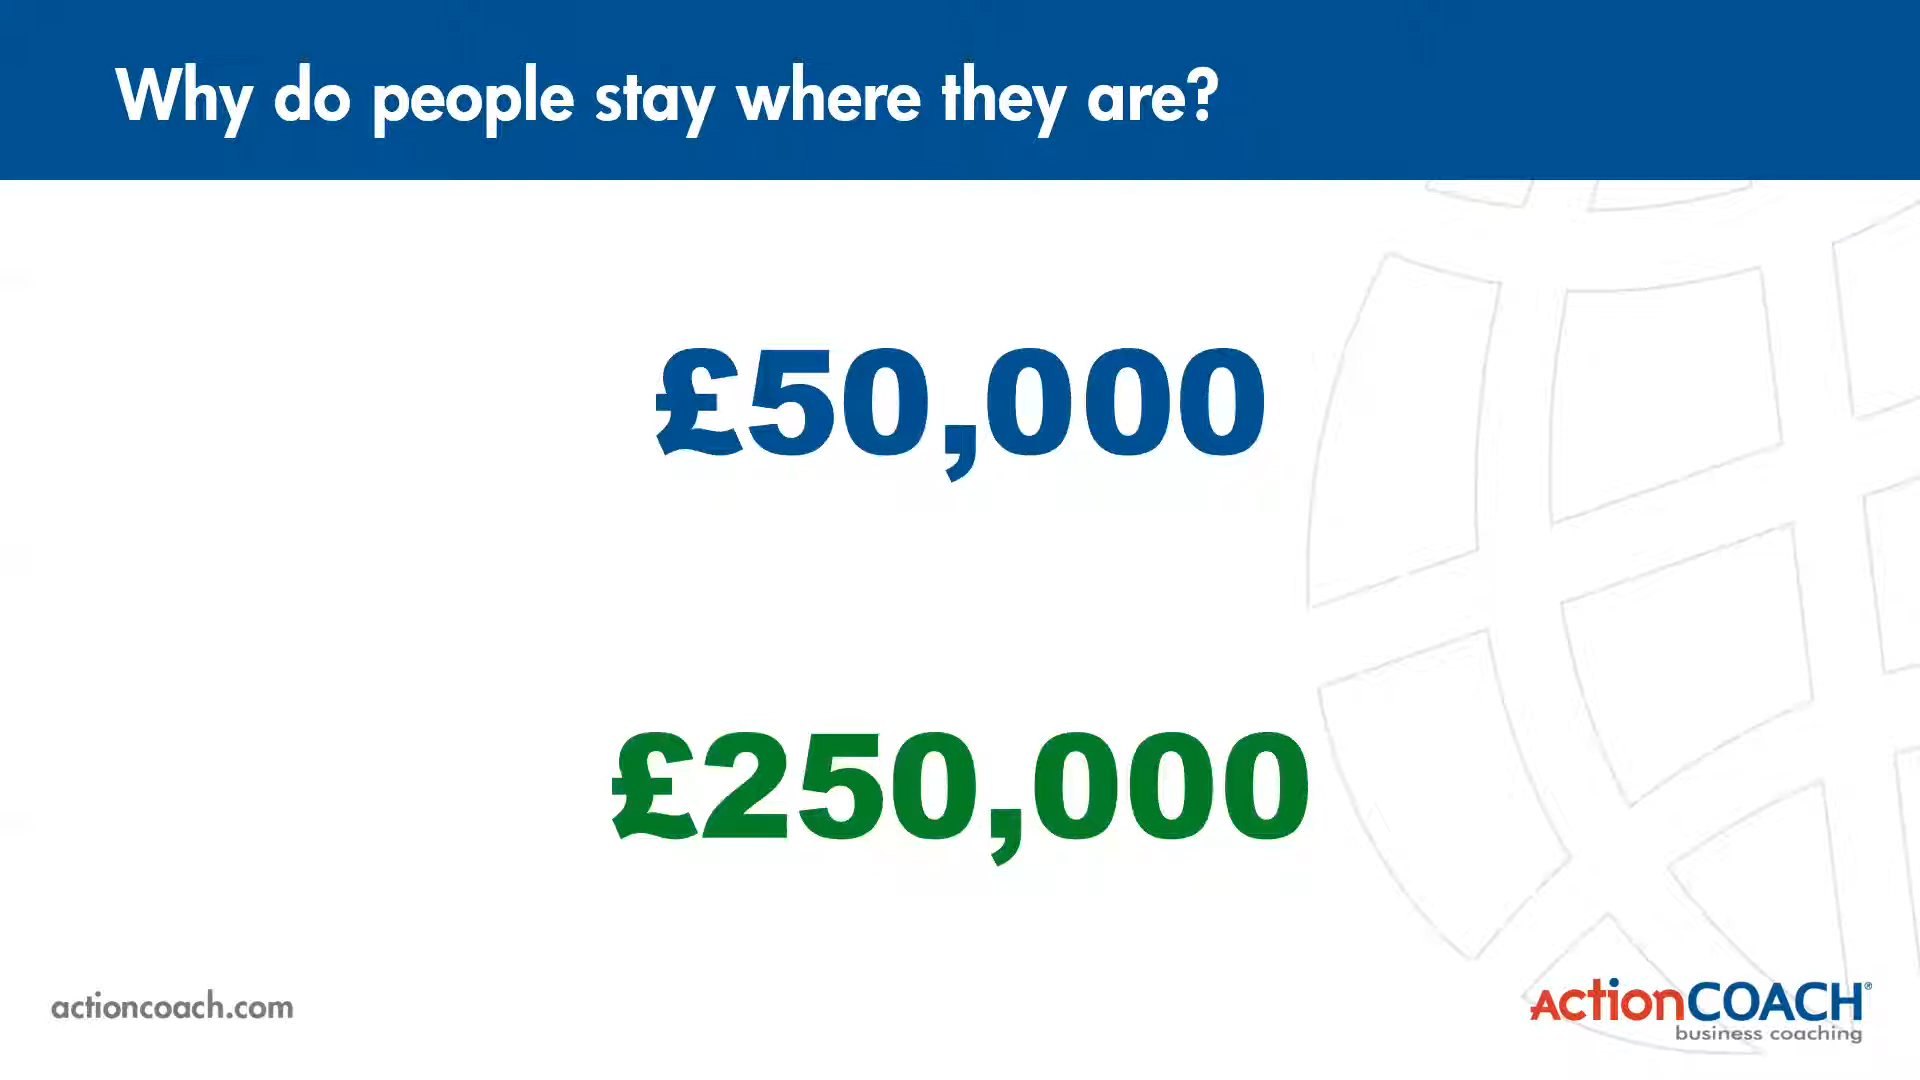 Why do people stay where they are?
£50,000
£250,000
actioncoach.com
ActionCOACH®
business coaching